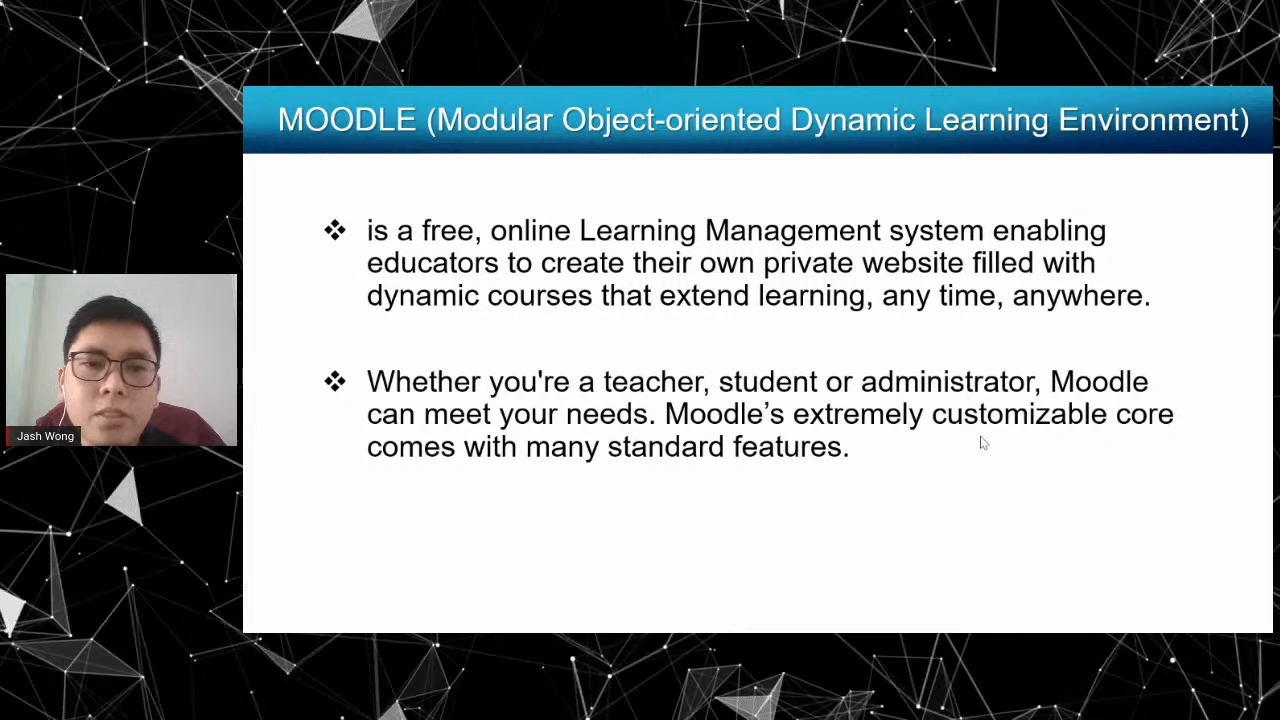 MOODLE (Modular Object-oriented Dynamic Learning Environment)
❖ is a free, online Learning Management system enabling
educators to create their own private website filled with
dynamic courses that extend learning, any time, anywhere.
❖ Whether you're a teacher, student or administrator, Moodle
can meet your needs. Moodle’s extremely customizable core
comes with many standard features.
Jash Wong